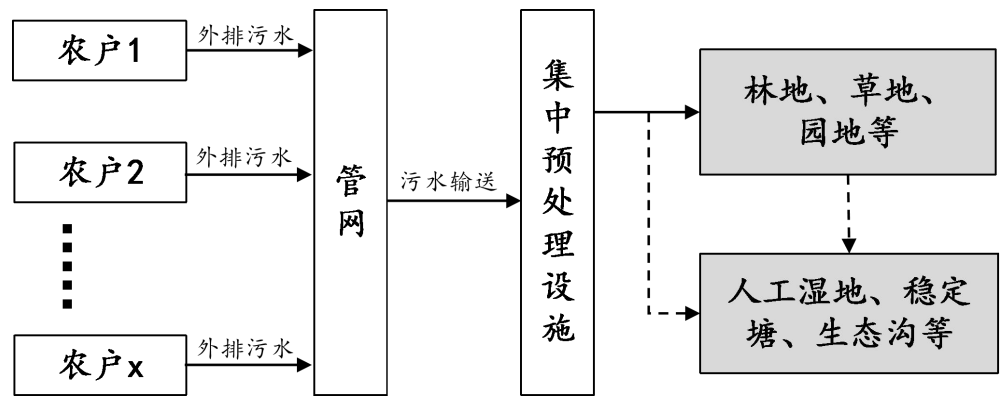 农户1
外排污水
农户2
外排污水
农户x
外排污水
管网
污水输送
集中预处理设施
林地、草地、
园地等
人工湿地、稳定
塘、生态沟等